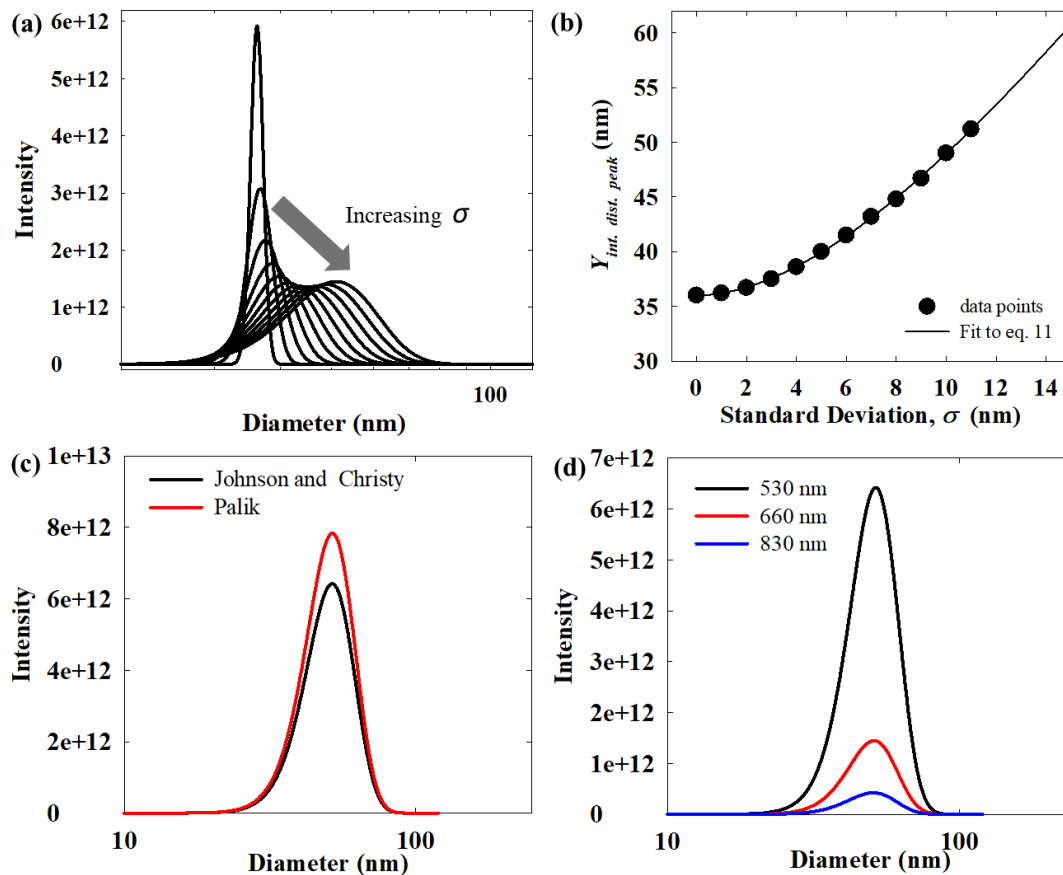 (a)
6e+12
5e+12
4e+12
3e+12
2e+12
1e+12
0
Intensity
Increasing σ
100
Diameter (nm)
(b)
60
55
50
45
40
35
30
Y int. dist. peak (nm)
data points
Fit to eq. 11
0 2 4 6 8 10 12 14
Standard Deviation, σ (nm)
(c)
1e+13
8e+12
6e+12
4e+12
2e+12
0
Intensity
Johnson and Christy
Palik
10 100
Diameter (nm)
(d)
7e+12
6e+12
5e+12
4e+12
3e+12
2e+12
1e+12
0
Intensity
530 nm
660 nm
830 nm
10 100
Diameter (nm)